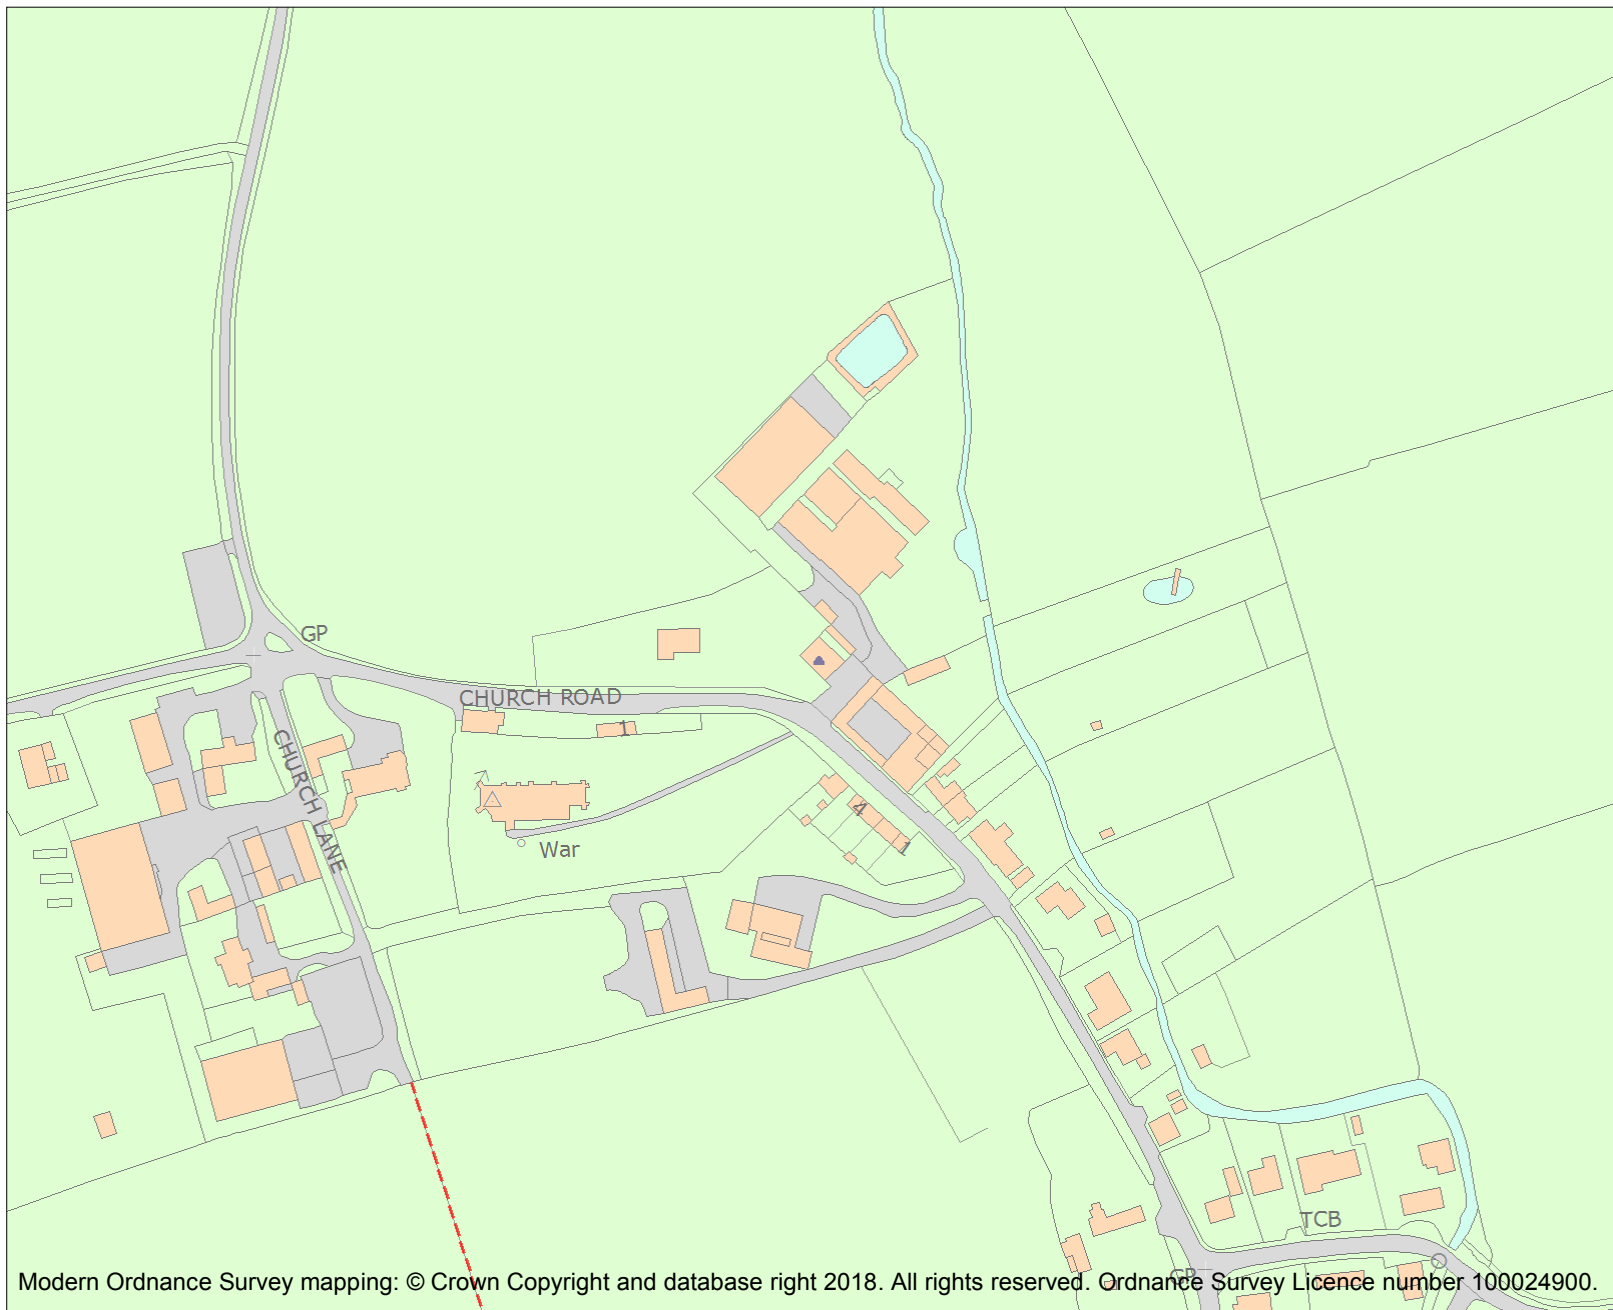 GP
CHURCH ROAD
1
CHURCH LANE
4
1
War
TCB
GP
Modern Ordnance Survey mapping: © Crown Copyright and database right 2018. All rights reserved. Ordnance Survey Licence number 100024900.